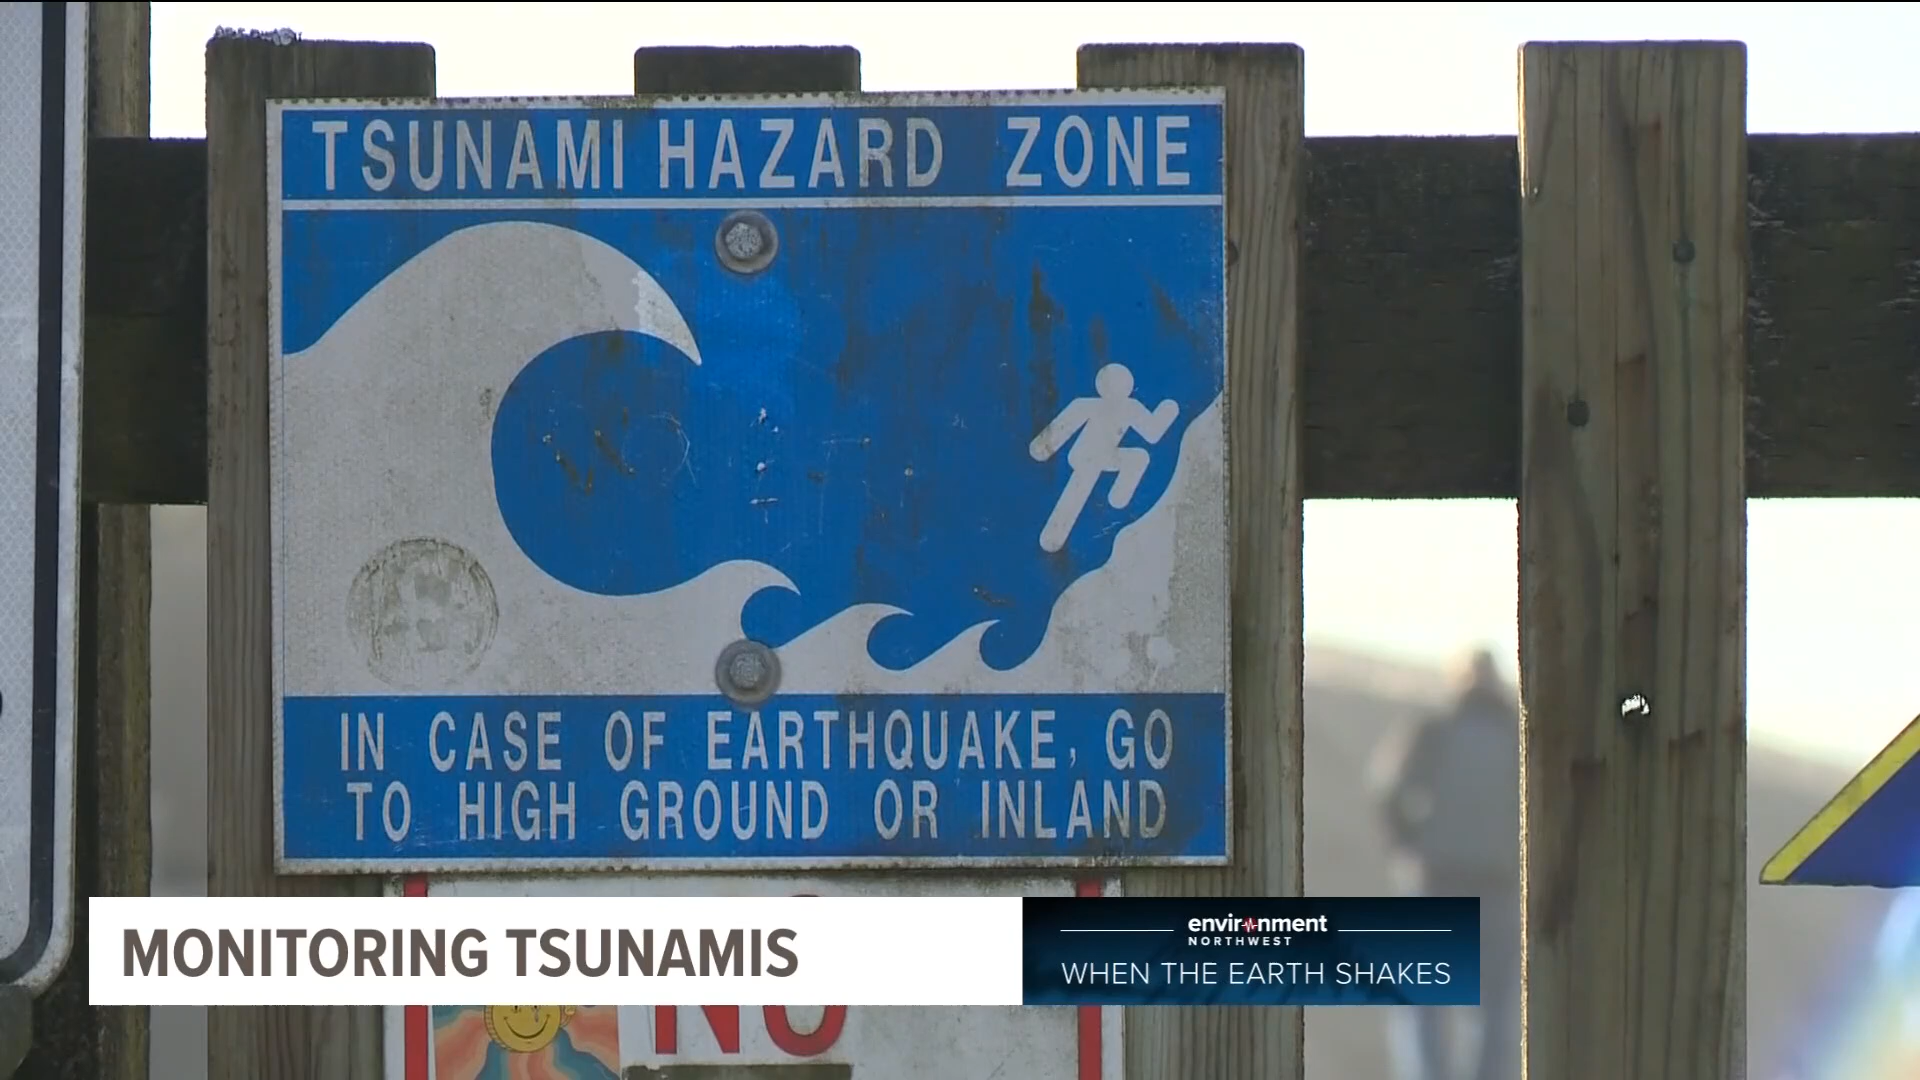 TSUNAMI HAZARD ZONE
IN CASE OF EARTHQUAKE, GO
TO HIGH GROUND OR INLAND
NO
MONITORING TSUNAMIS
environment
NORTHWEST
WHEN THE EARTH SHAKES